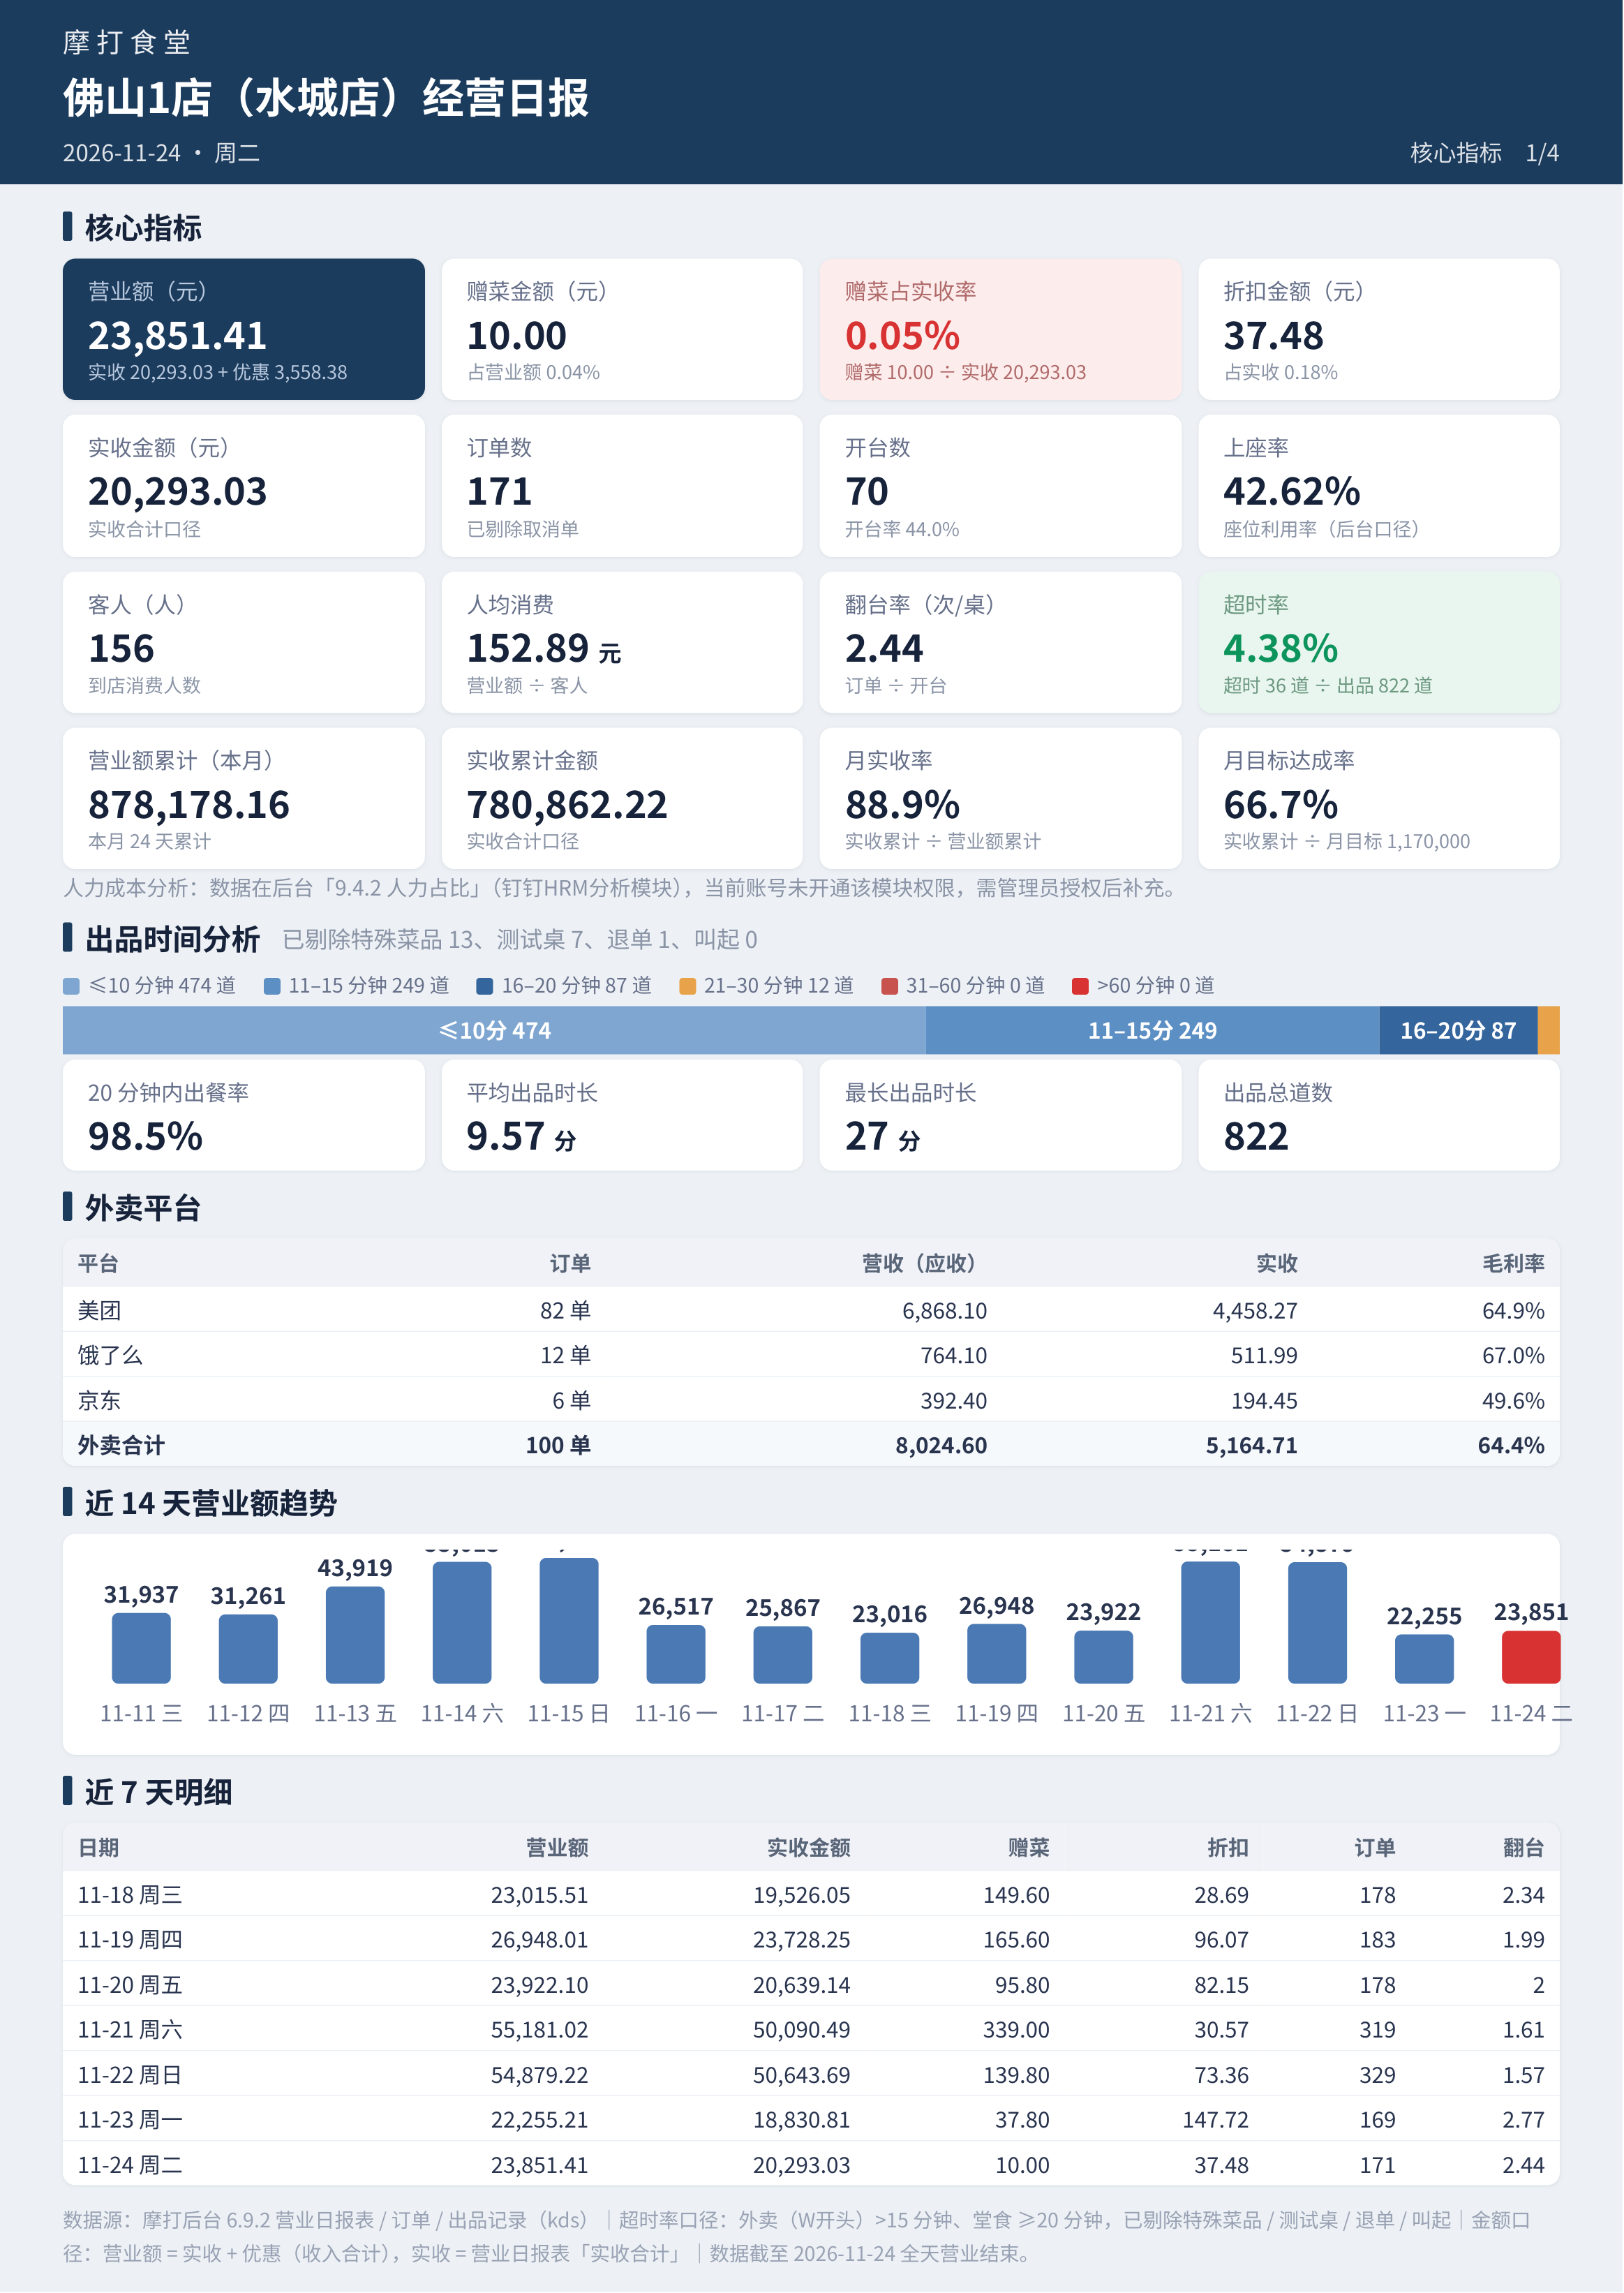 摩打食堂
佛山1店（水城店）经营日报
2026-11-24 · 周二
核心指标 1/4
核心指标
营业额（元）
23,851.41
实收 20,293.03 + 优惠 3,558.38
赠菜金额（元）
10.00
占营业额 0.04%
赠菜占实收率
0.05%
赠菜 10.00 ÷ 实收 20,293.03
折扣金额（元）
37.48
占实收 0.18%
实收金额（元）
20,293.03
实收合计口径
订单数
171
已剔除取消单
开台数
70
开台率 44.0%
上座率
42.62%
座位利用率（后台口径）
客人（人）
156
到店消费人数
人均消费
152.89 元
营业额 ÷ 客人
翻台率（次/桌）
2.44
订单 ÷ 开台
超时率
4.38%
超时 36 道 ÷ 出品 822 道
营业额累计（本月）
878,178.16
本月 24 天累计
实收累计金额
780,862.22
实收合计口径
月实收率
88.9%
实收累计 ÷ 营业额累计
月目标达成率
66.7%
实收累计 ÷ 月目标 1,170,000
人力成本分析：数据在后台「9.4.2 人力占比」（钉钉HRM分析模块），当前账号未开通该模块权限，需管理员授权后补充。
出品时间分析 已剔除特殊菜品 13、测试桌 7、退单 1、叫起 0
≤10 分钟 474 道 11–15 分钟 249 道 16–20 分钟 87 道 21–30 分钟 12 道 31–60 分钟 0 道 >60 分钟 0 道
≤10分 474 11–15分 249 16–20分 87
20 分钟内出餐率
98.5%
平均出品时长
9.57 分
最长出品时长
27 分
出品总道数
822
外卖平台
平台 订单 营收（应收） 实收 毛利率
美团 82 单 6,868.10 4,458.27 64.9%
饿了么 12 单 764.10 511.99 67.0%
京东 6 单 392.40 194.45 49.6%
外卖合计 100 单 8,024.60 5,164.71 64.4%
近 14 天营业额趋势
31,937 31,261 43,919 26,517 25,867 23,016 26,948 23,922 22,255 23,851
11-11 三 11-12 四 11-13 五 11-14 六 11-15 日 11-16 一 11-17 二 11-18 三 11-19 四 11-20 五 11-21 六 11-22 日 11-23 一 11-24 二
近 7 天明细
日期 营业额 实收金额 赠菜 折扣 订单 翻台
11-18 周三 23,015.51 19,526.05 149.60 28.69 178 2.34
11-19 周四 26,948.01 23,728.25 165.60 96.07 183 1.99
11-20 周五 23,922.10 20,639.14 95.80 82.15 178 2
11-21 周六 55,181.02 50,090.49 339.00 30.57 319 1.61
11-22 周日 54,879.22 50,643.69 139.80 73.36 329 1.57
11-23 周一 22,255.21 18,830.81 37.80 147.72 169 2.77
11-24 周二 23,851.41 20,293.03 10.00 37.48 171 2.44
数据源：摩打后台 6.9.2 营业日报表 / 订单 / 出品记录（kds）｜超时率口径：外卖（W开头）>15 分钟、堂食 ≥20 分钟，已剔除特殊菜品 / 测试桌 / 退单 / 叫起｜金额口
径：营业额 = 实收 + 优惠（收入合计），实收 = 营业日报表「实收合计」｜数据截至 2026-11-24 全天营业结束。